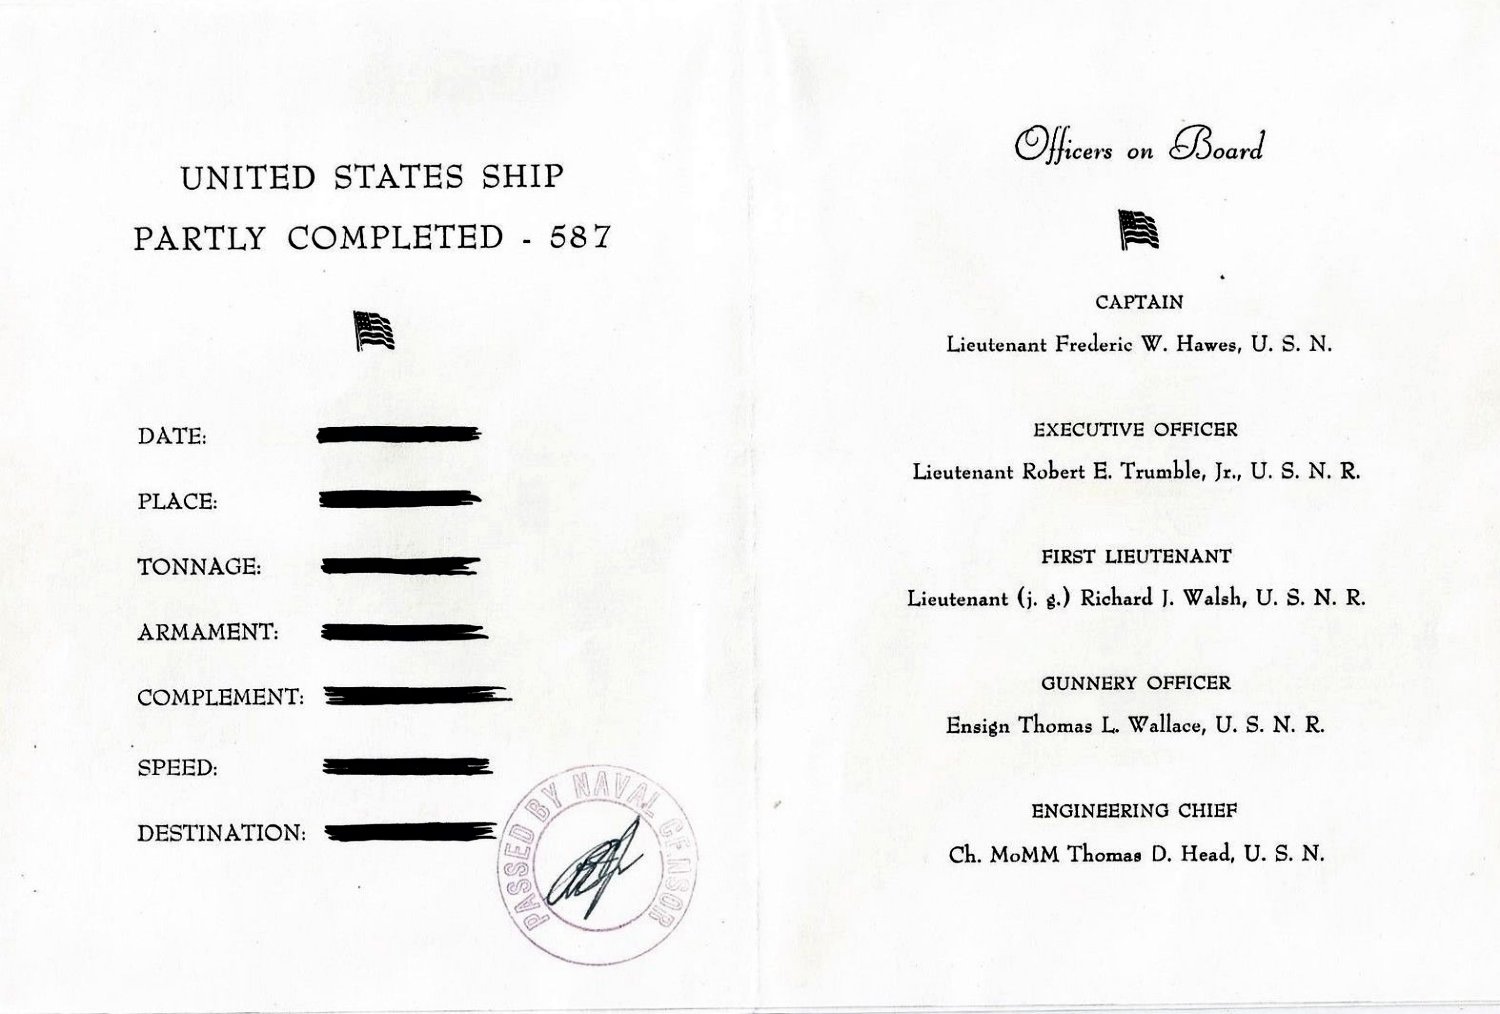 UNITED STATES SHIP
PARTLY COMPLETED - 587
DATE:
PLACE:
TONNAGE:
ARMAMENT:
COMPLEMENT:
SPEED:
DESTINATION:
PASSED BY NAVAL CENSOR
Officers on Board
CAPTAIN
Lieutenant Frederic W. Hawes, U. S. N.
EXECUTIVE OFFICER
Lieutenant Robert E. Trumble, Jr., U. S. N. R.
FIRST LIEUTENANT
Lieutenant (j. g.) Richard J. Walsh, U. S. N. R.
GUNNERY OFFICER
Ensign Thomas L. Wallace, U. S. N. R.
ENGINEERING CHIEF
Ch. MoMM Thomas D. Head, U. S. N.